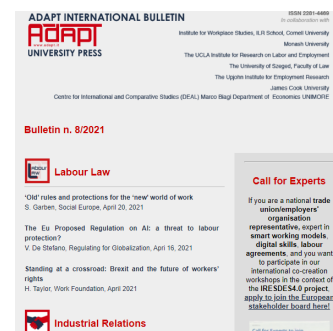 ADAPT INTERNATIONAL BULLETIN
ISSN 2281-4469
In collaboration with
ADAPT
www.adapt.it
UNIVERSITY PRESS
Institute for Workplace Studies, ILR School, Cornell University
Monash University
The UCLA Institute for Research on Labor and Employment
The University of Szeged, Faculty of Law
The Upjohn Institute for Employment Research
James Cook University
Centre for International and Comparative Studies (DEAL) Marco Biagi Department of Economics UNIMORE
Bulletin n. 8/2021
Labour Law
'Old' rules and protections for the 'new' world of work
S. Garben, Social Europe, April 20, 2021
The Eu Proposed Regulation on AI: a threat to labour
protection?
V. De Stefano, Regulating for Globalization, April 16, 2021
Standing at a crossroad: Brexit and the future of workers'
rights
H. Taylor, Work Foundation, April 2021
Industrial Relations
Call for Experts
If you are a national trade
union/employers'
organisation
representative, expert in
smart working models,
digital skills, labour
agreements, and you want
to participate in our
international co-creation
workshops in the context of
the IRESDES4.0 project,
apply to join the European
stakeholder board here!